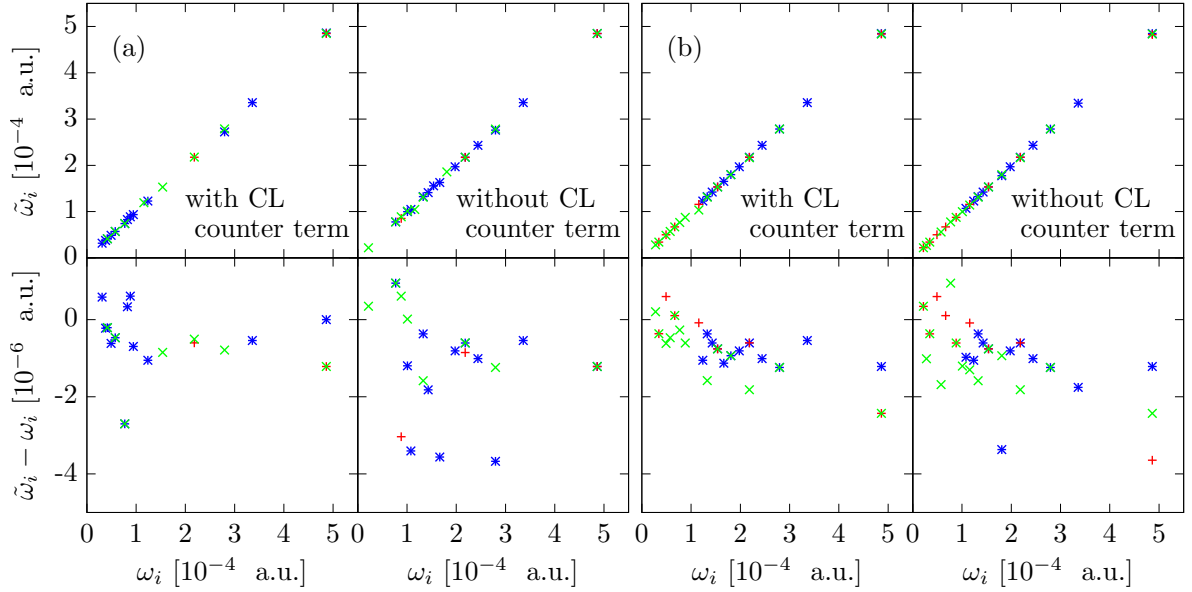 (a)
(b)
5
4
3
2
1
0
ω̃ᵢ [10⁻⁴ a.u.]
with CL
counter term
without CL
counter term
with CL
counter term
without CL
counter term
0
-2
-4
ω̃ᵢ − ωᵢ [10⁻⁶ a.u.]
0 1 2 3 4 5 1 2 3 4 5 0 1 2 3 4 5 1 2 3 4 5
ωᵢ [10⁻⁴ a.u.] ωᵢ [10⁻⁴ a.u.] ωᵢ [10⁻⁴ a.u.] ωᵢ [10⁻⁴ a.u.]